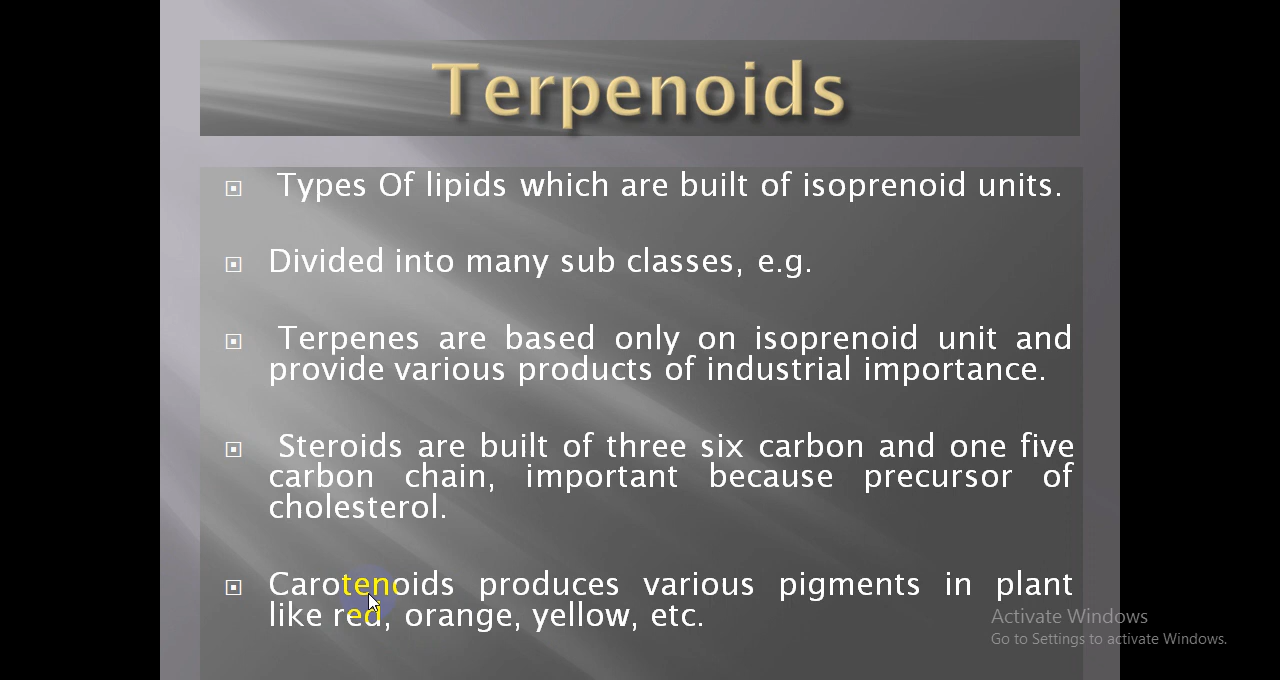 Terpenoids
Types Of lipids which are built of isoprenoid units.
Divided into many sub classes, e.g.
Terpenes are based only on isoprenoid unit and
provide various products of industrial importance.
Steroids are built of three six carbon and one five
carbon chain, important because precursor of
cholesterol.
Carotenoids produces various pigments in plant
like red, orange, yellow, etc.
Activate Windows
Go to Settings to activate Windows.